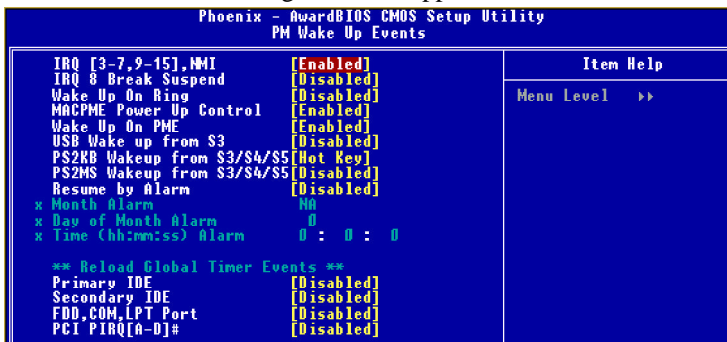 Phoenix - AwardBIOS CMOS Setup Utility
PM Wake Up Events
IRQ [3-7,9-15],NMI [Enabled]
IRQ 8 Break Suspend [Disabled]
Wake Up On Ring [Disabled]
MACPME Power Up Control [Enabled]
Wake Up On PME [Enabled]
USB Wake up from S3 [Disabled]
PS2KB Wakeup from S3/S4/S5[Hot Key]
PS2MS Wakeup from S3/S4/S5[Disabled]
Resume by Alarm [Disabled]
x Month Alarm NA
x Day of Month Alarm 0
x Time (hh:mm:ss) Alarm 0 : 0 : 0
** Reload Global Timer Events **
Primary IDE [Disabled]
Secondary IDE [Disabled]
FDD,COM,LPT Port [Disabled]
PCI PIRQ[A-D]# [Disabled]
Item Help
Menu Level ▸▸